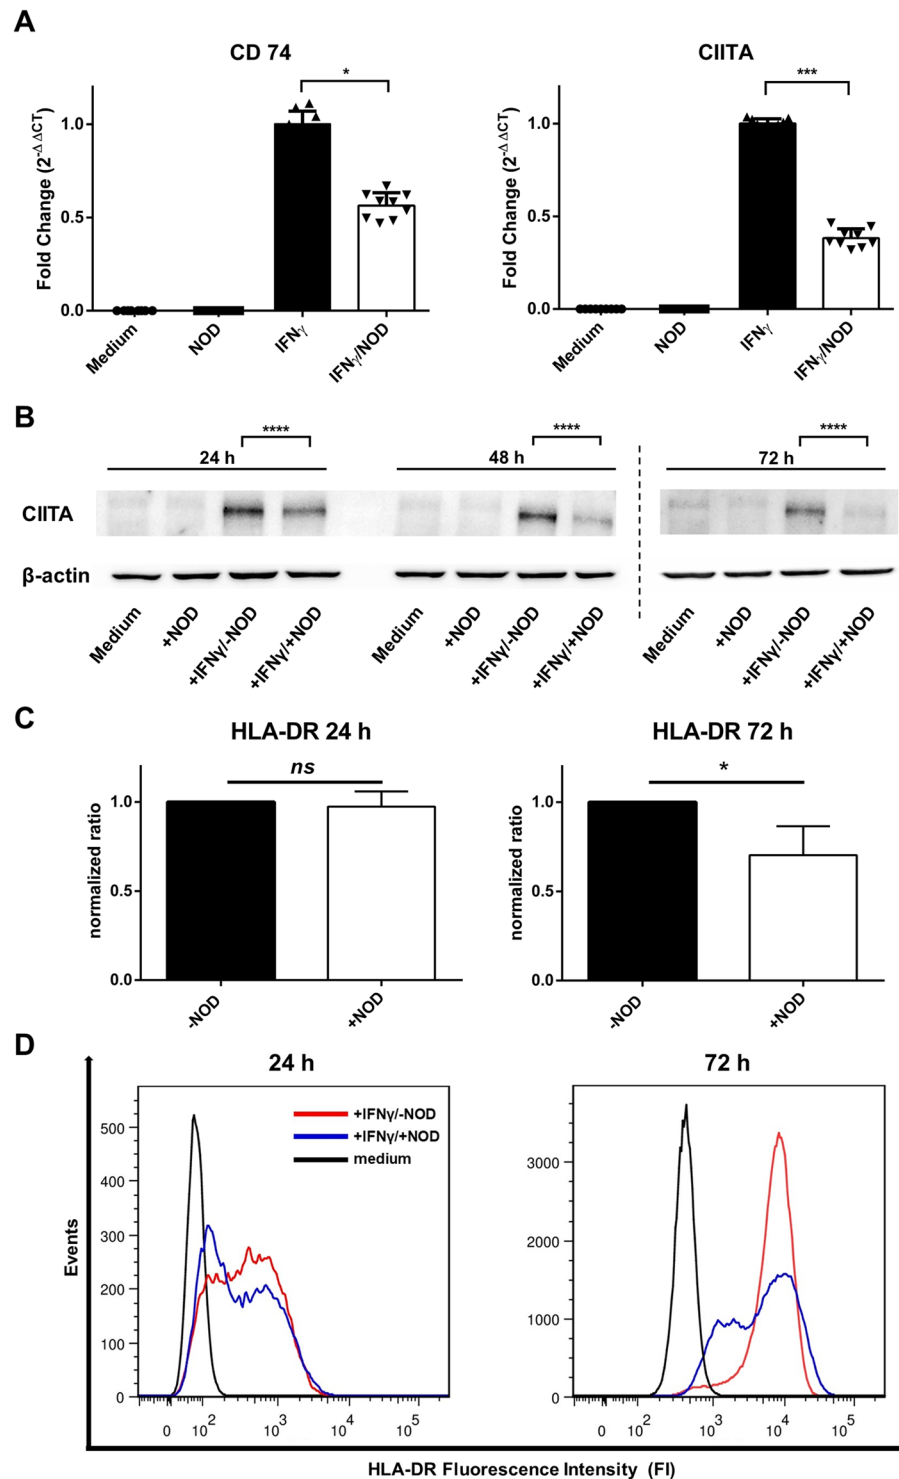 A
CD 74
CIITA
*
***
Fold Change (2-Δ ΔCT)
1.0
0.5
0.0
Medium
NOD
IFNγ
IFNγ/NOD
Fold Change (2-Δ ΔCT)
1.0
0.5
0.0
Medium
NOD
IFNγ
IFNγ/NOD
B
****
****
****
24 h
48 h
72 h
CIITA
β-actin
Medium
+NOD
+IFNγ/-NOD
+IFNγ/+NOD
Medium
+NOD
+IFNγ/-NOD
+IFNγ/+NOD
Medium
+NOD
+IFNγ/-NOD
+IFNγ/+NOD
C
HLA-DR 24 h
HLA-DR 72 h
ns
*
normalized ratio
1.0
0.5
0.0
-NOD
+NOD
normalized ratio
1.0
0.5
0.0
-NOD
+NOD
D
24 h
72 h
Events
500
400
300
200
100
0
+IFNγ/-NOD
+IFNγ/+NOD
medium
0 102 103 104 105
3000
2000
1000
0
0 102 103 104 105
HLA-DR Fluorescence Intensity (FI)